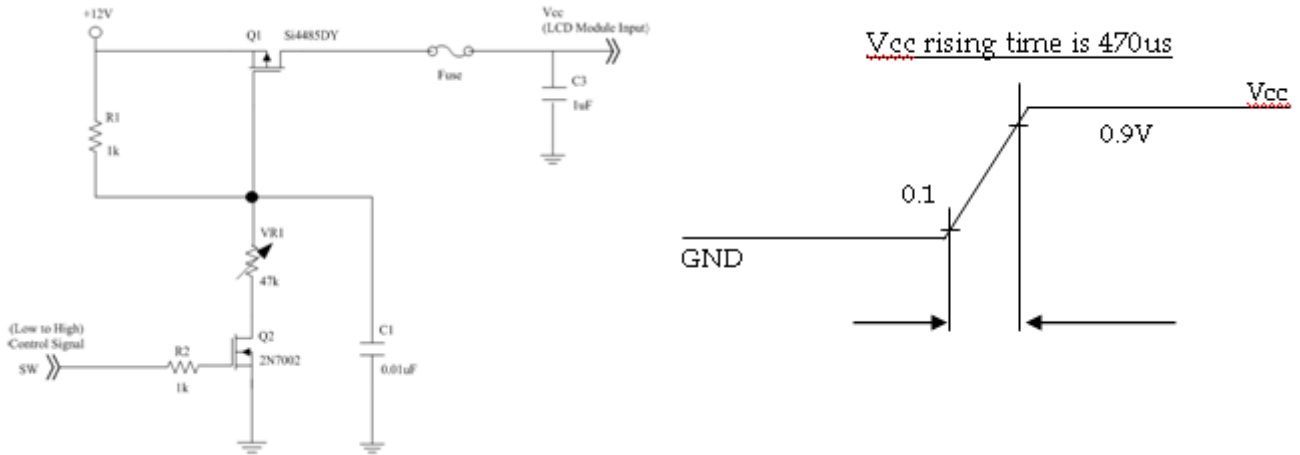 +12V
Q1
Si4485DY
Vcc
(LCD Module Input)
Fuse
C3
1uF
R1
1k
VR1
47k
(Low to High)
Control Signal
SW
R2
1k
Q2
2N7002
C1
0.01uF
Vcc rising time is 470us
Vcc
0.9V
0.1
GND